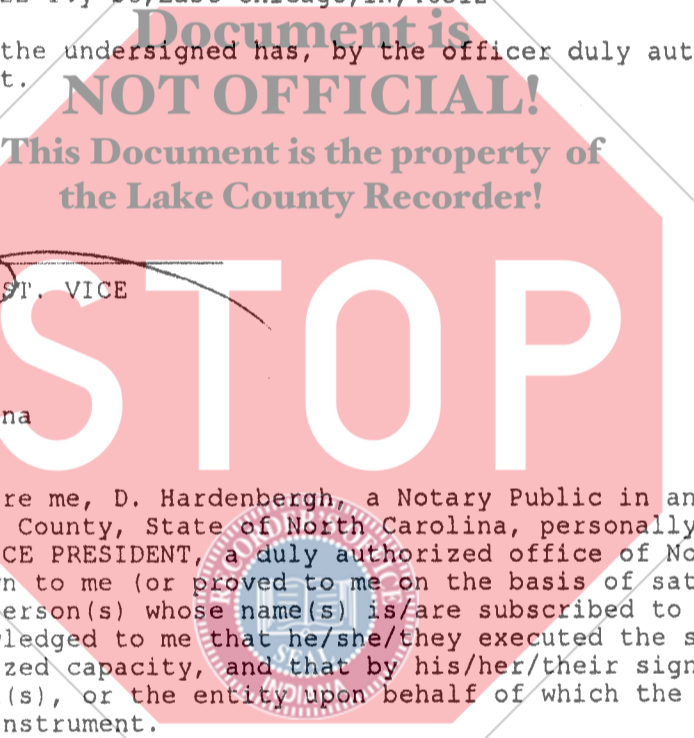 Document is
the undersigned has, by the officer duly aut
t.
NOT OFFICIAL!
This Document is the property of
the Lake County Recorder!
STOP
ST. VICE
na
re me, D. Hardenbergh, a Notary Public in an
County, State of North Carolina, personally
CE PRESIDENT, a duly authorized office of No
n to me (or proved to me on the basis of sat
erson(s) whose name(s) is/are subscribed to
ledged to me that he/she/they executed the s
zed capacity, and that by his/her/their sign
(s), or the entity upon behalf of which the
nstrument.
SEAL
INDIANA